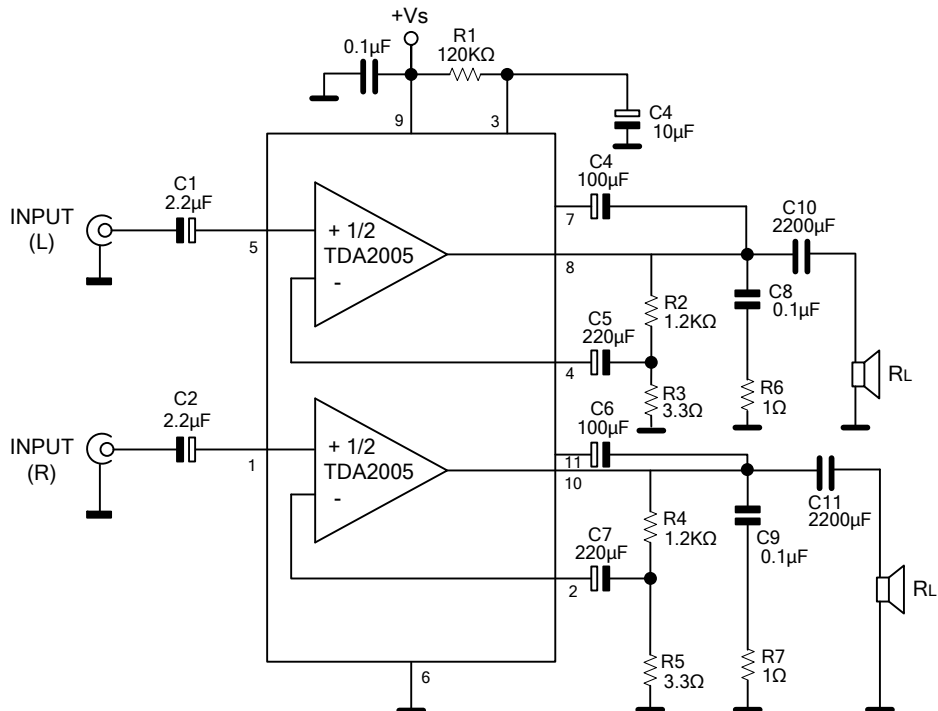 +Vs
0.1µF
R1
120KΩ
9
3
C4
10µF
C4
100µF
7
C1
2.2µF
INPUT
(L)
5
+ 1/2
TDA2005
-
8
C10
2200µF
R2
1.2KΩ
C8
0.1µF
C5
220µF
4
R3
3.3Ω
R6
1Ω
RL
C2
2.2µF
INPUT
(R)
1
+ 1/2
TDA2005
-
C6
100µF
11
10
C11
2200µF
R4
1.2KΩ
C9
0.1µF
C7
220µF
2
RL
R5
3.3Ω
R7
1Ω
6